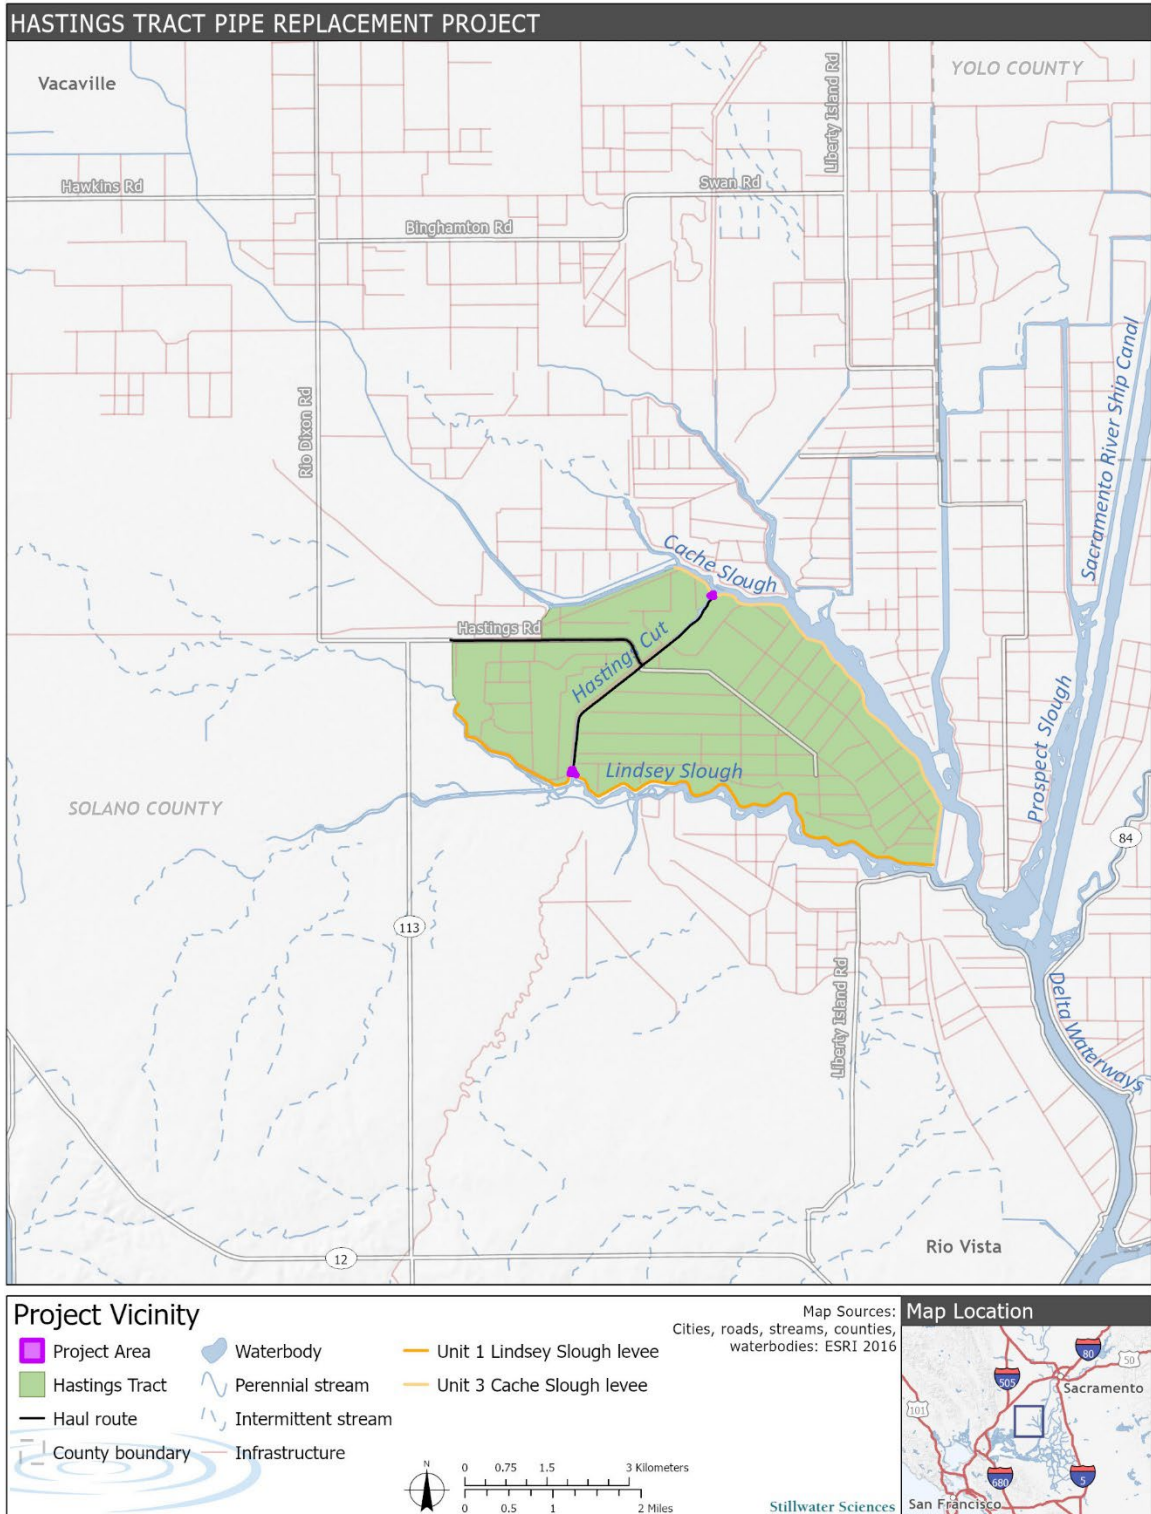 HASTINGS TRACT PIPE REPLACEMENT PROJECT
Vacaville
YOLO COUNTY
Liberty Island Rd
Hawkins Rd
Swan Rd
Binghamton Rd
Rio Dixon Rd
Sacramento River Ship Canal
Cache Slough
Hastings Rd
Hastings Cut
Prospect Slough
Lindsey Slough
SOLANO COUNTY
84
113
Liberty Island Rd
Delta Waterways
Rio Vista
12
Project Vicinity
Project Area
Hastings Tract
Haul route
County boundary
Waterbody
Perennial stream
Intermittent stream
Infrastructure
Unit 1 Lindsey Slough levee
Unit 3 Cache Slough levee
Map Sources:
Cities, roads, streams, counties,
waterbodies: ESRI 2016
N
0 0.75 1.5 3 Kilometers
0 0.5 1 2 Miles
Stillwater Sciences
Map Location
80
50
505
Sacramento
101
680
5
San Francisco